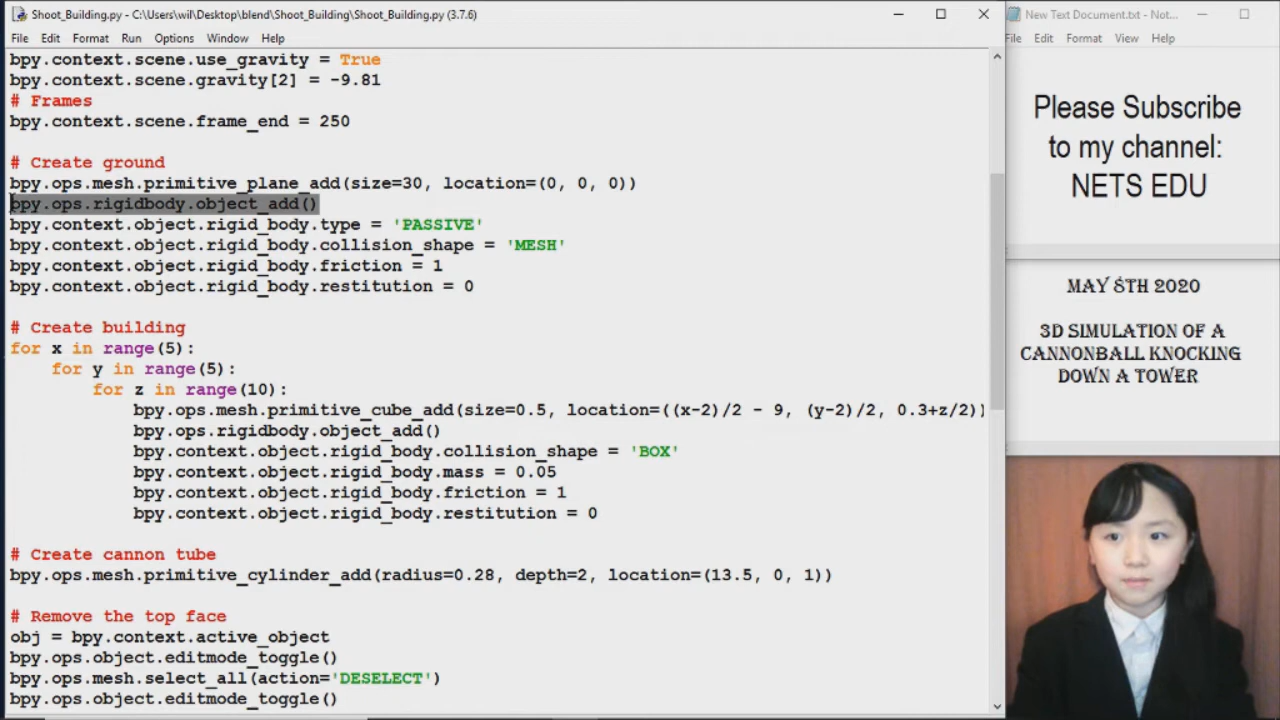 Shoot_Building.py - C:\Users\wil\Desktop\blend\Shoot_Building\Shoot_Building.py (3.7.6)
File Edit Format Run Options Window Help
bpy.context.scene.use_gravity = True
bpy.context.scene.gravity[2] = -9.81
# Frames
bpy.context.scene.frame_end = 250
# Create ground
bpy.ops.mesh.primitive_plane_add(size=30, location=(0, 0, 0))
bpy.ops.rigidbody.object_add()
bpy.context.object.rigid_body.type = 'PASSIVE'
bpy.context.object.rigid_body.collision_shape = 'MESH'
bpy.context.object.rigid_body.friction = 1
bpy.context.object.rigid_body.restitution = 0
# Create building
for x in range(5):
for y in range(5):
for z in range(10):
bpy.ops.mesh.primitive_cube_add(size=0.5, location=((x-2)/2 - 9, (y-2)/2, 0.3+z/2))
bpy.ops.rigidbody.object_add()
bpy.context.object.rigid_body.collision_shape = 'BOX'
bpy.context.object.rigid_body.mass = 0.05
bpy.context.object.rigid_body.friction = 1
bpy.context.object.rigid_body.restitution = 0
# Create cannon tube
bpy.ops.mesh.primitive_cylinder_add(radius=0.28, depth=2, location=(13.5, 0, 1))
# Remove the top face
obj = bpy.context.active_object
bpy.ops.object.editmode_toggle()
bpy.ops.mesh.select_all(action='DESELECT')
bpy.ops.object.editmode_toggle()
New Text Document.txt - Not...
File Edit Format View Help
Please Subscribe
to my channel:
NETS EDU
MAY 8TH 2020
3D SIMULATION OF A
CANNONBALL KNOCKING
DOWN A TOWER